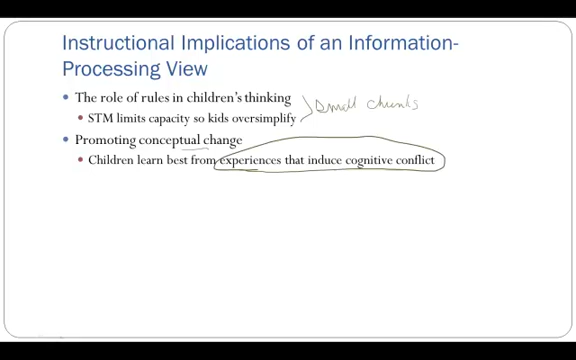 Instructional Implications of an Information-
Processing View
The role of rules in children's thinking
STM limits capacity so kids oversimplify
small chunks
Promoting conceptual change
Children learn best from experiences that induce cognitive conflict